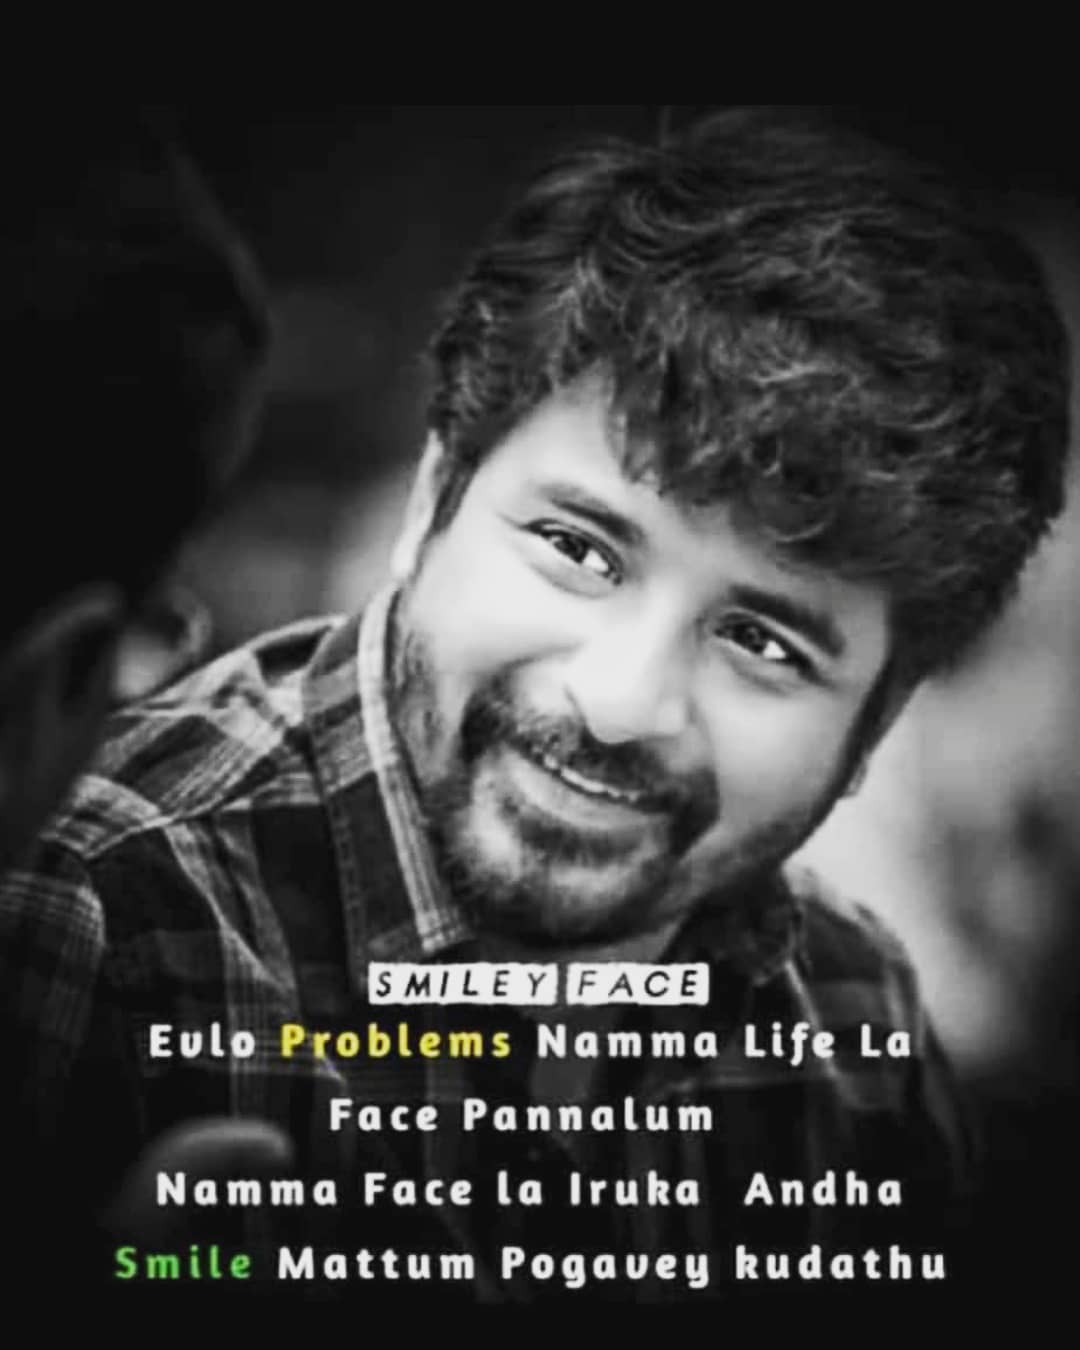 SMILEY FACE
Evlo Problems Namma Life La
Face Pannalum
Namma Face la Iruka Andha
Smile Mattum Pogavey kudathu